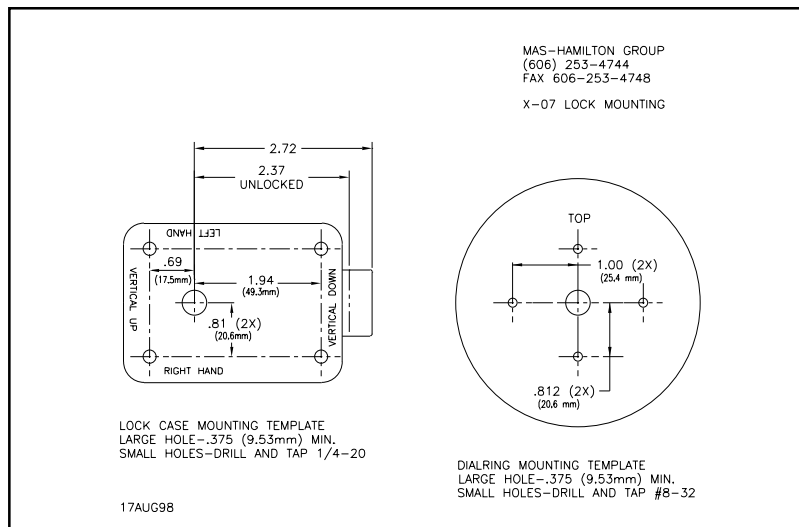 MAS-HAMILTON GROUP
(606) 253-4744
FAX 606-253-4748
X-07 LOCK MOUNTING
2.72
2.37
UNLOCKED
LEFT HAND
.69
(17.5mm)
1.94
(49.3mm)
VERTICAL UP
VERTICAL DOWN
.81 (2X)
(20.6mm)
RIGHT HAND
LOCK CASE MOUNTING TEMPLATE
LARGE HOLE-.375 (9.53mm) MIN.
SMALL HOLES-DRILL AND TAP 1/4-20
17AUG98
TOP
1.00 (2X)
(25.4 mm)
.812 (2X)
(20.6 mm)
DIALRING MOUNTING TEMPLATE
LARGE HOLE-.375 (9.53mm) MIN.
SMALL HOLES-DRILL AND TAP #8-32